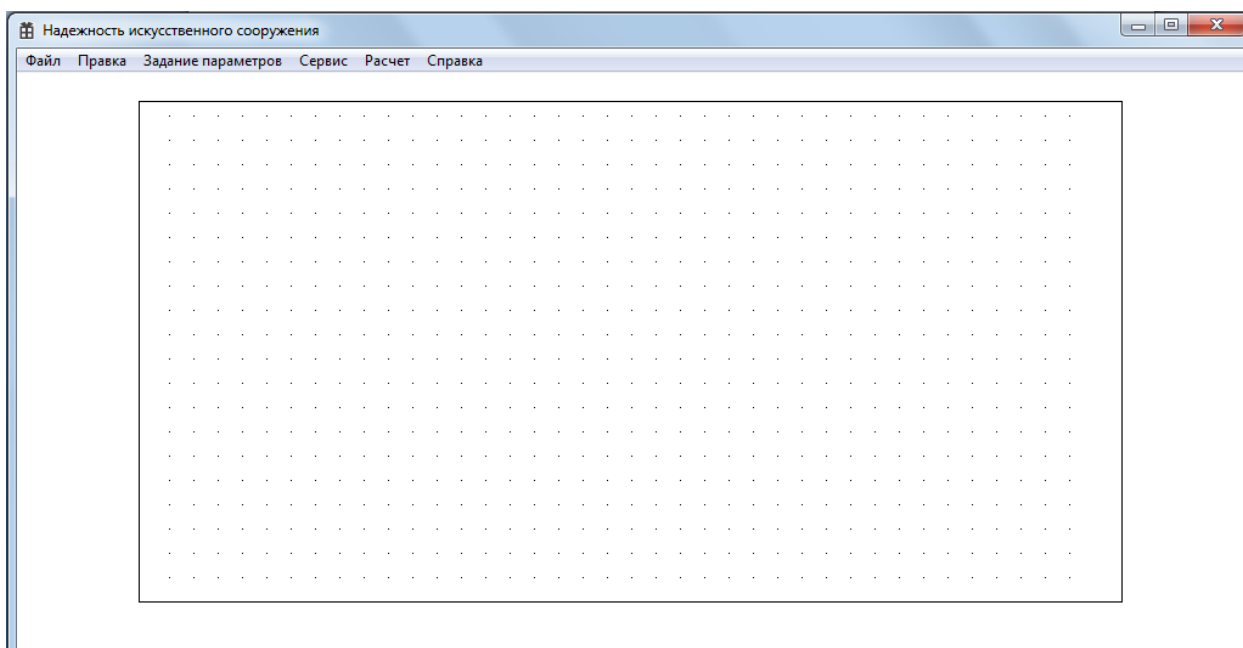 Надежность искусственного сооружения
Файл Правка Задание параметров Сервис Расчет Справка